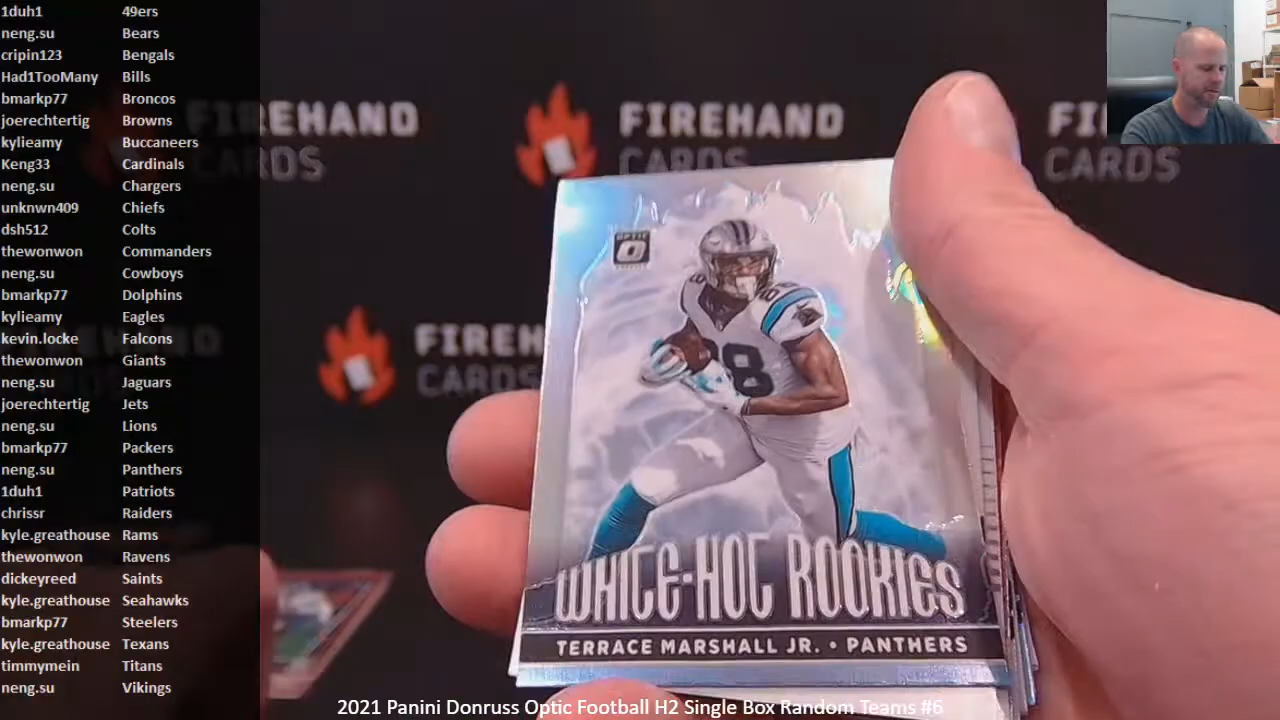 1duh1 49ers
neng.su Bears
cripin123 Bengals
Had1TooMany Bills
bmarkp77 Broncos
joerechtertig Browns
kylieamy Buccaneers
Keng33 Cardinals
neng.su Chargers
unknwn409 Chiefs
dsh512 Colts
thewonwon Commanders
neng.su Cowboys
bmarkp77 Dolphins
kylieamy Eagles
kevin.locke Falcons
thewonwon Giants
neng.su Jaguars
joerechtertig Jets
neng.su Lions
bmarkp77 Packers
neng.su Panthers
1duh1 Patriots
chrissr Raiders
kyle.greathouse Rams
thewonwon Ravens
dickeyreed Saints
kyle.greathouse Seahawks
bmarkp77 Steelers
kyle.greathouse Texans
timmymein Titans
neng.su Vikings
FIREHAND
CARDS
FIREHAND
CARDS
FI
CARDS
FIREH
CARDS
OPTIC
88
WHITE-HOT ROOKIES
TERRACE MARSHALL JR. • PANTHERS
2021 Panini Donruss Optic Football H2 Single Box Random Teams #6